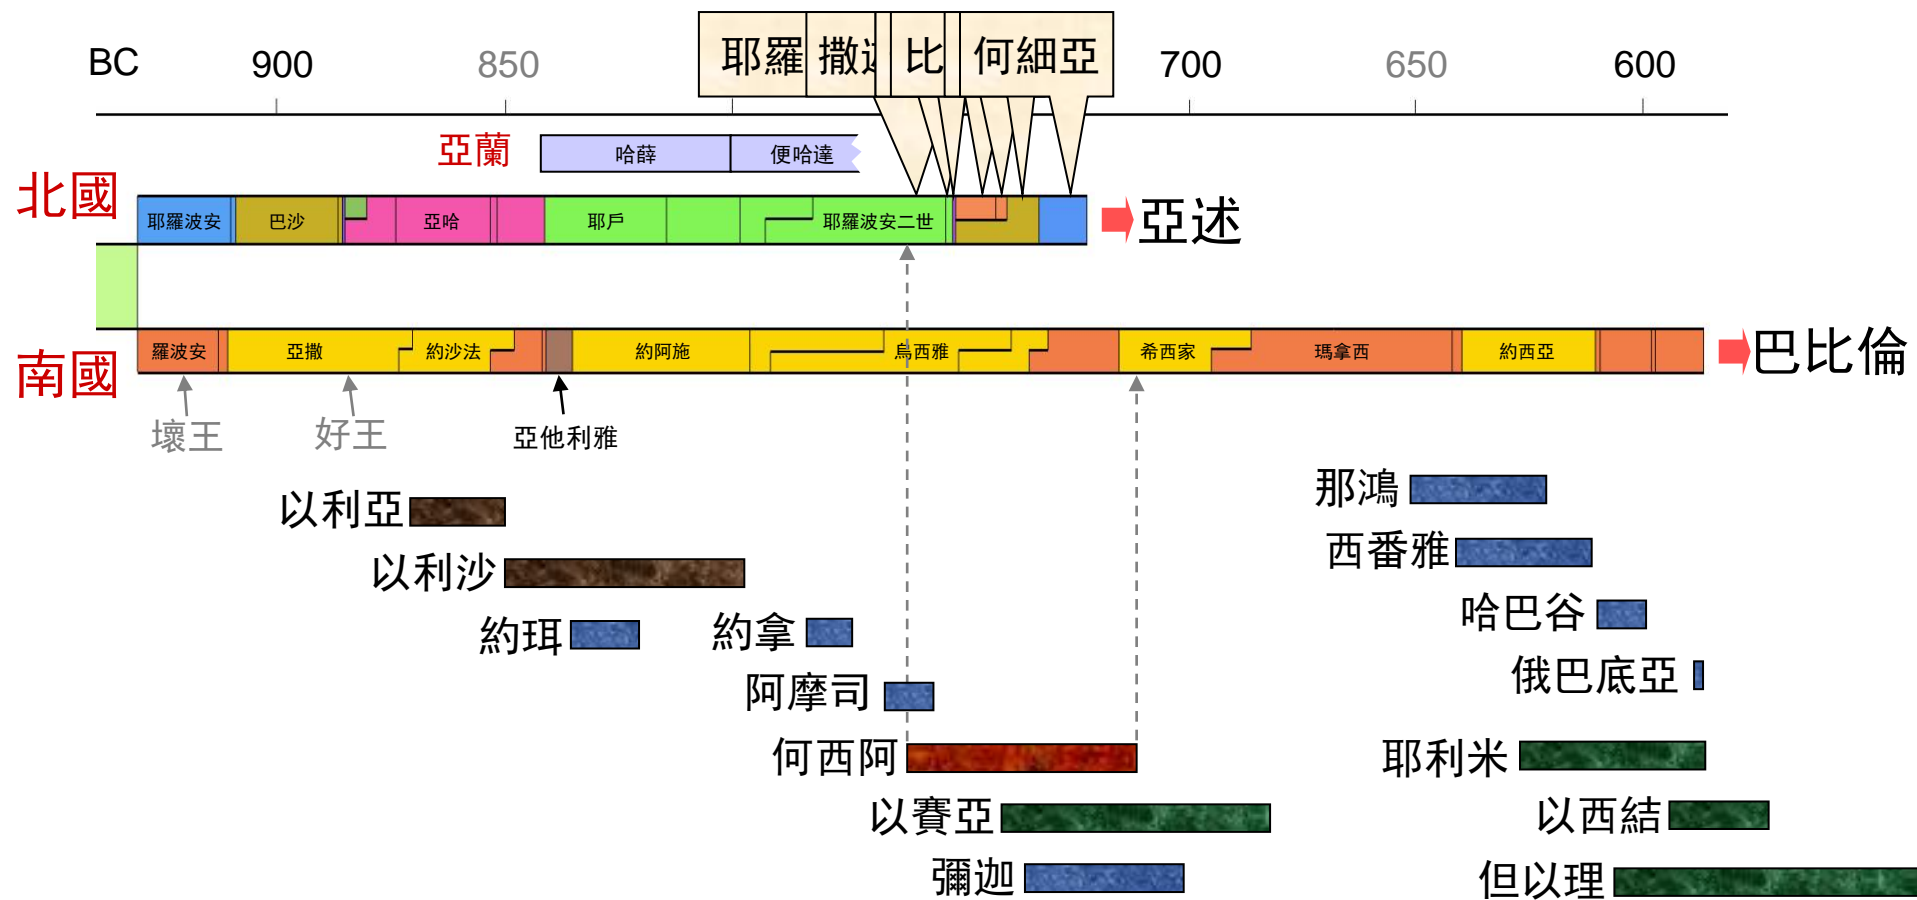 BC 900 850 耶羅 撒迦 比 何細亞 700 650 600
亞蘭 哈薛 便哈達
北國 耶羅波安 巴沙 亞哈 耶戶 耶羅波安二世 亞述
南國 羅波安 亞撒 約沙法 約阿施 烏西雅 希西家 瑪拿西 約西亞 巴比倫
壞王 好王 亞他利雅
以利亞
以利沙
約珥
約拿
阿摩司
何西阿
以賽亞
彌迦
那鴻
西番雅
哈巴谷
俄巴底亞
耶利米
以西結
但以理